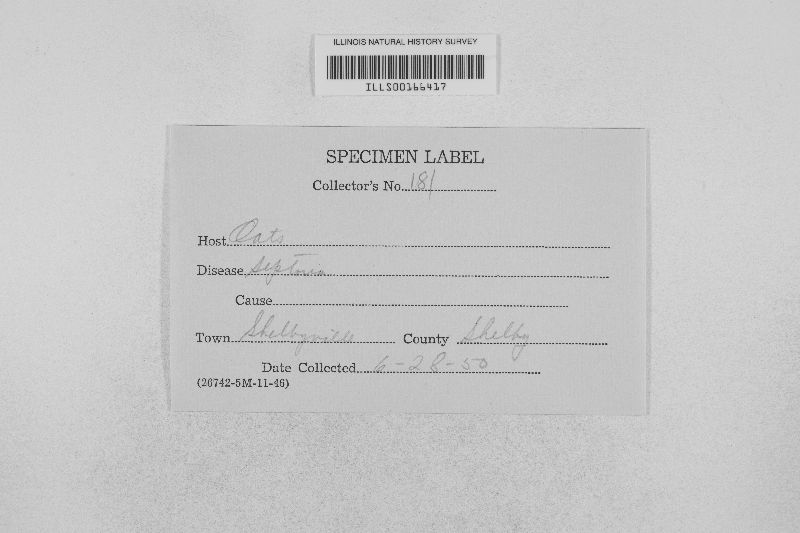 ILLINOIS NATURAL HISTORY SURVEY
ILLS00166417
SPECIMEN LABEL
Collector's No. 181
Host Oats
Disease Septoria
Cause
Town Shelbyville County Shelby
Date Collected 6-28-50
(26742-5M-11-46)